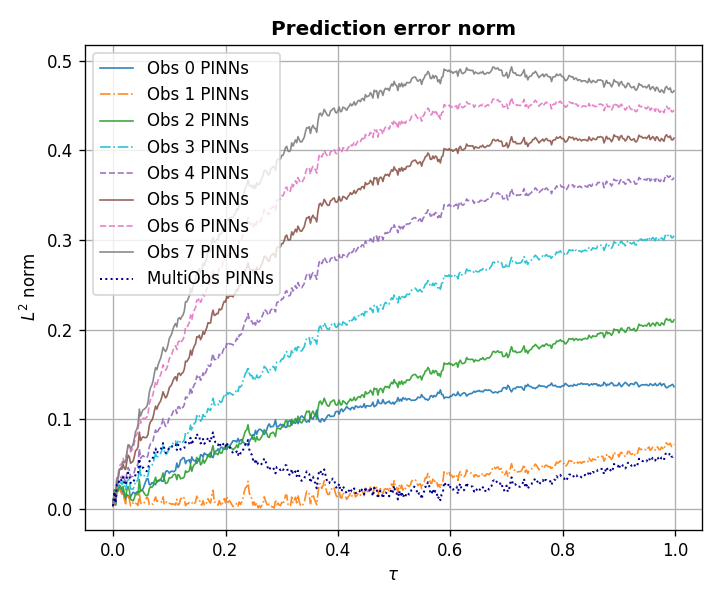 Prediction error norm
0.5
0.4
0.3
0.2
0.1
0.0
L² norm
Obs 0 PINNs
Obs 1 PINNs
Obs 2 PINNs
Obs 3 PINNs
Obs 4 PINNs
Obs 5 PINNs
Obs 6 PINNs
Obs 7 PINNs
MultiObs PINNs
0.0 0.2 0.4 0.6 0.8 1.0
τ